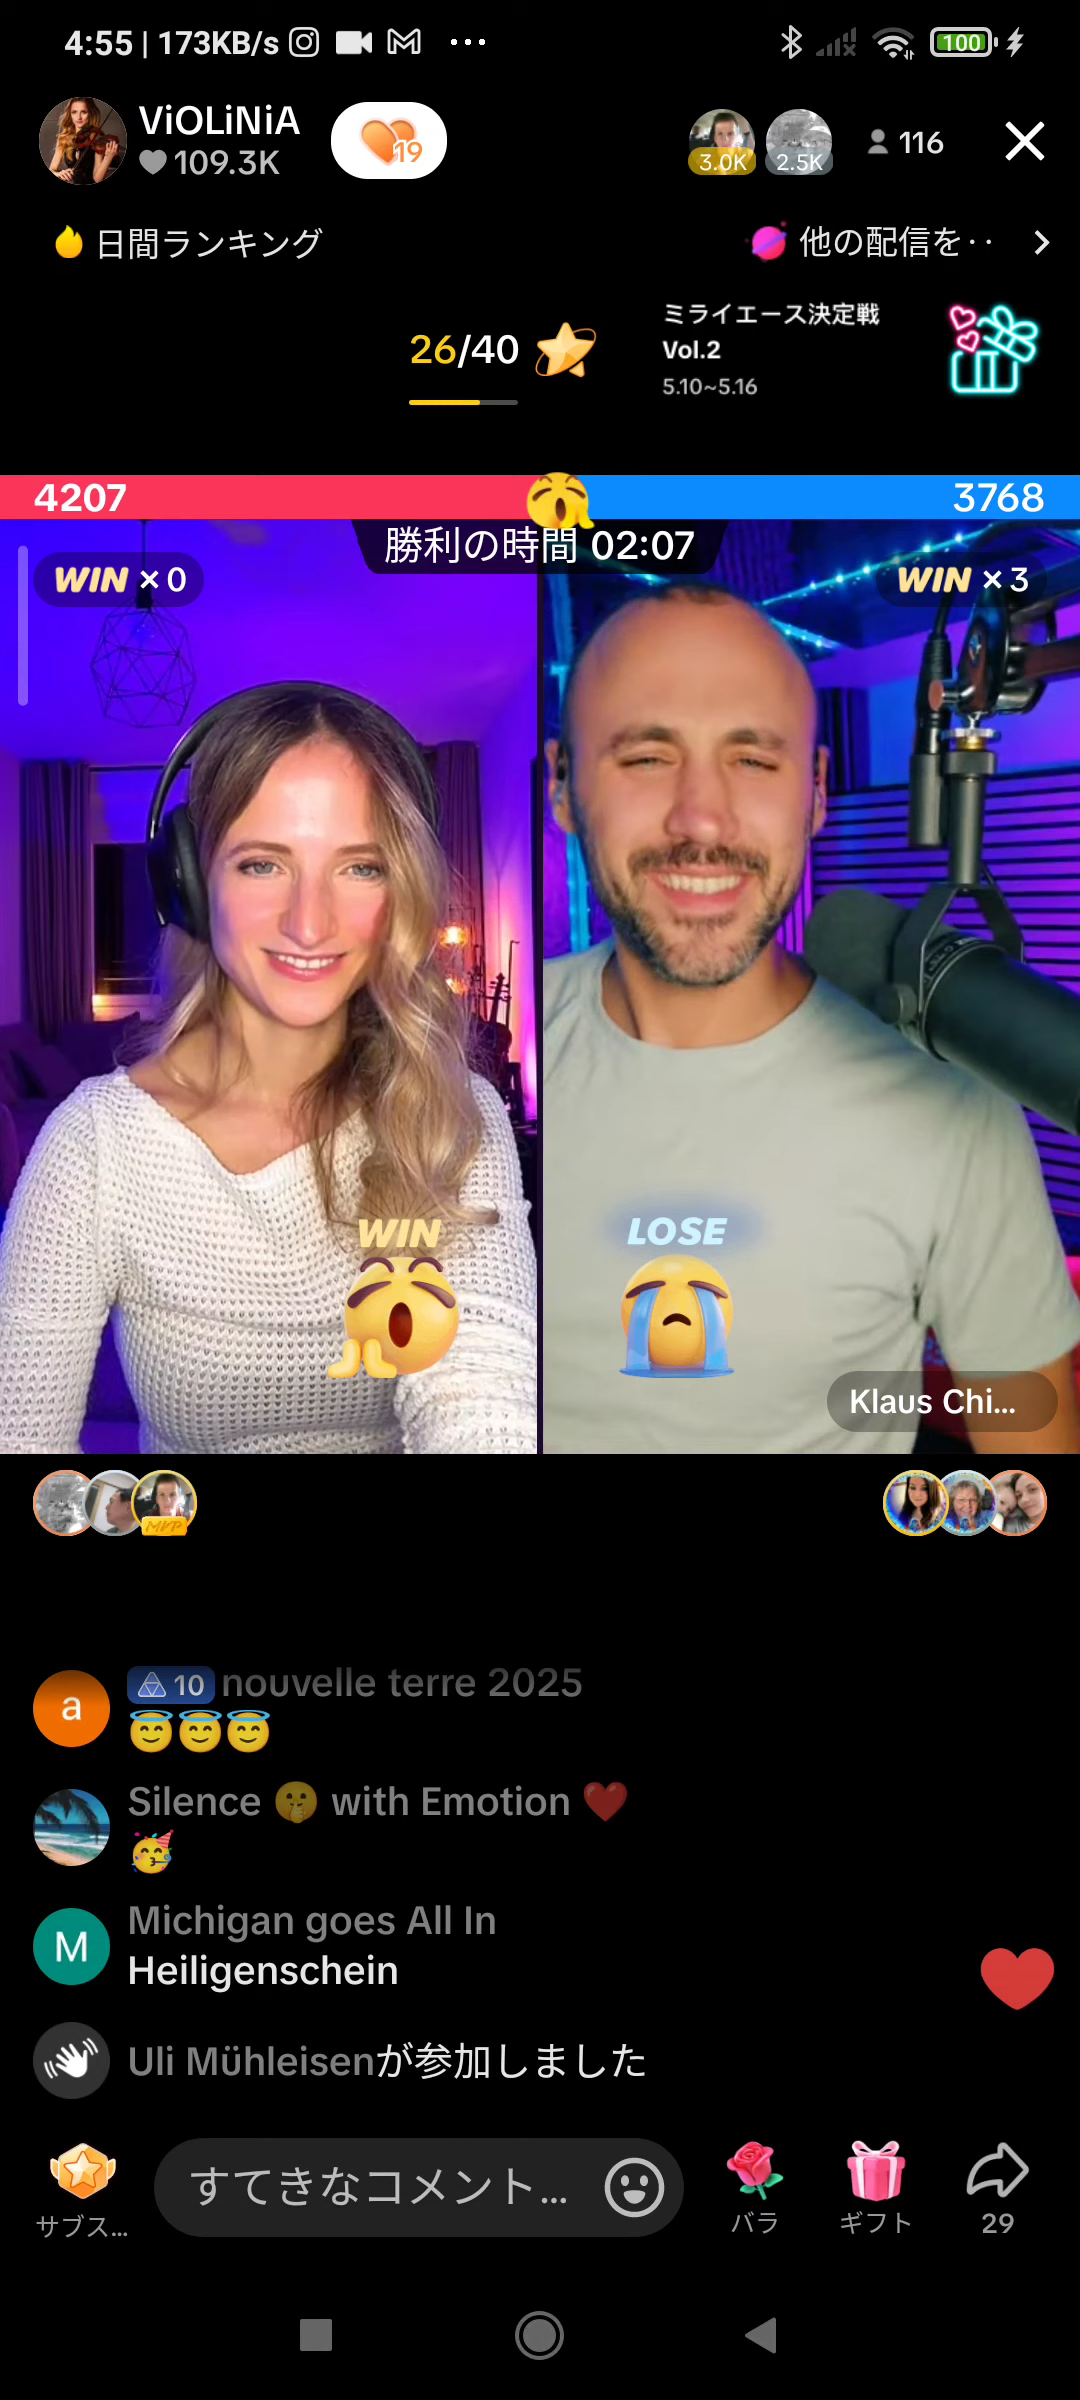 4:55 | 173KB/s
100
ViOLiNiA
109.3K
19
3.0K
2.5K
116
日間ランキング
他の配信を‥
26/40
ミライエース決定戦
Vol.2
5.10~5.16
4207
3768
勝利の時間 02:07
WIN × 0
WIN × 3
WIN
LOSE
Klaus Chi...
MVP
a
10 nouvelle terre 2025
😇😇😇
Silence 🤫 with Emotion ❤️
🥳
M
Michigan goes All In
Heiligenschein
Uli Mühleisenが参加しました
すてきなコメント...
サブス...
バラ
ギフト
29